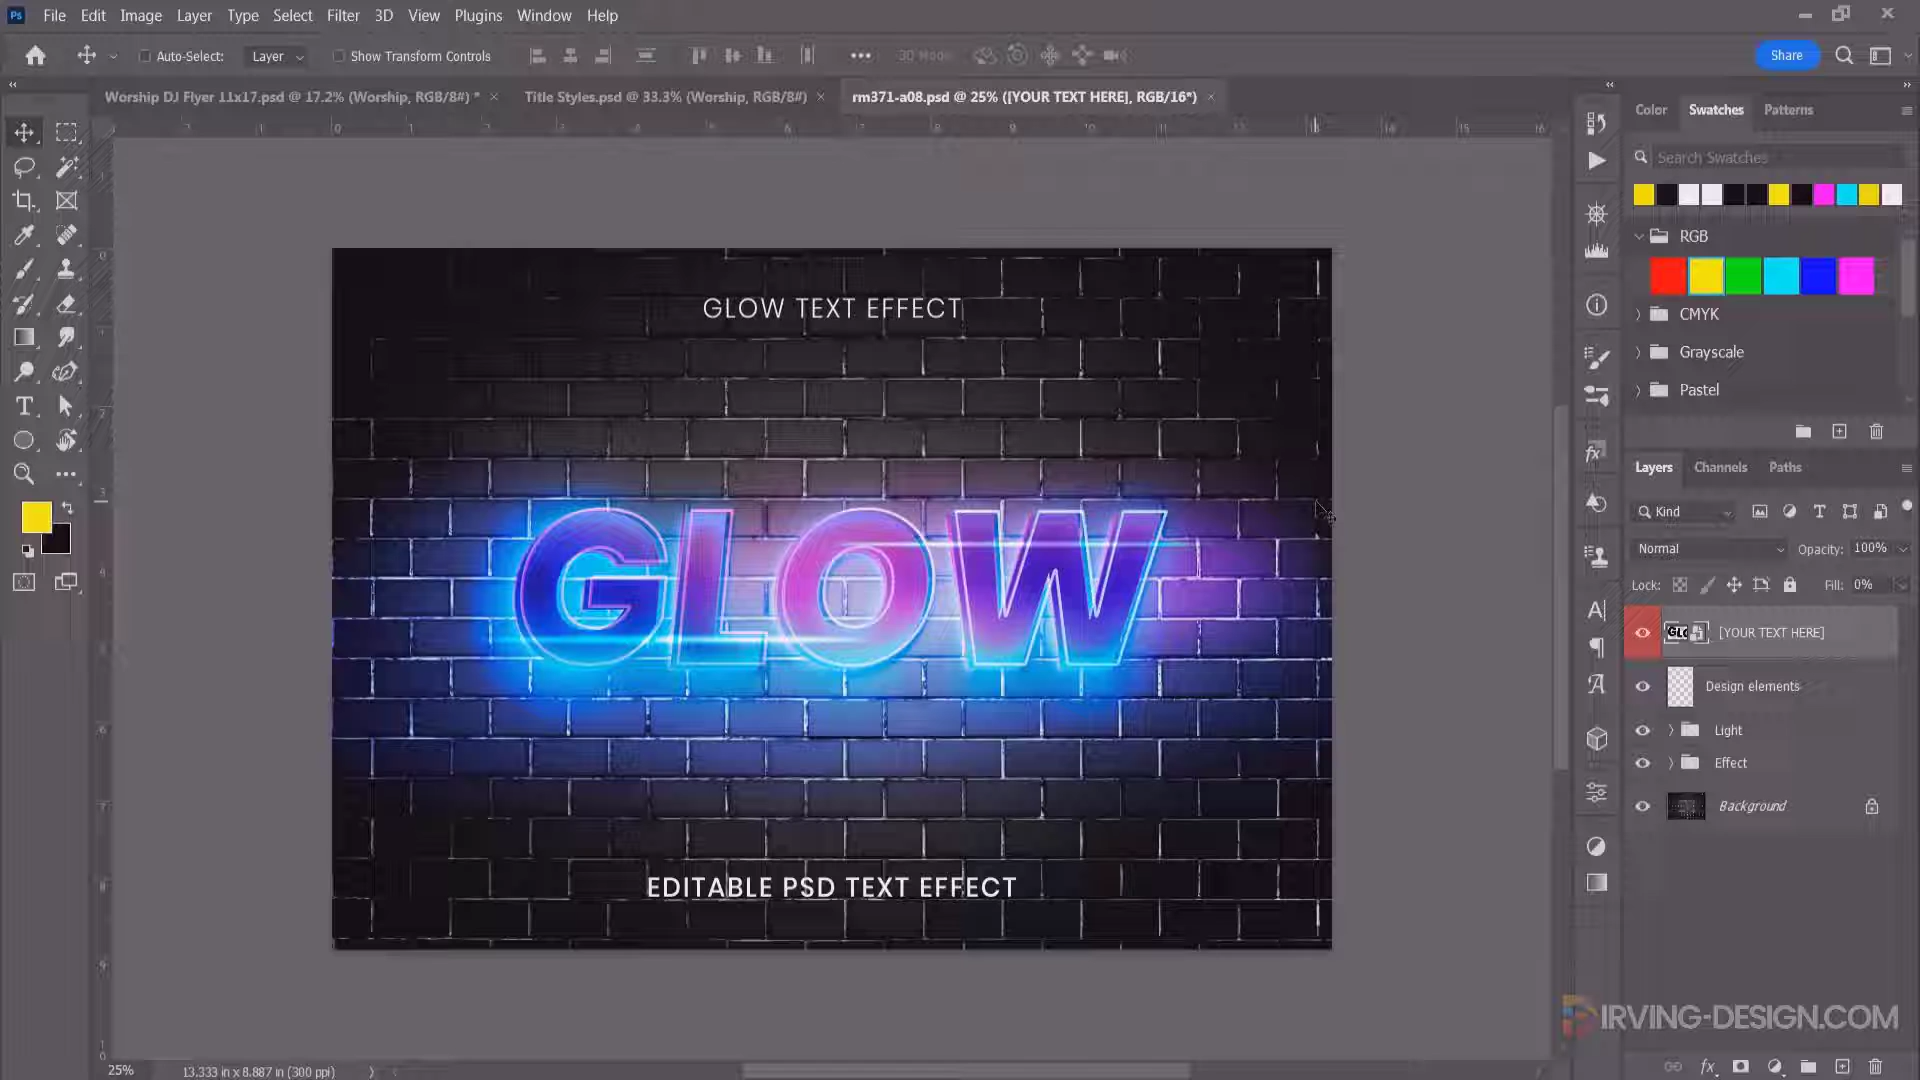 Ps File Edit Image Layer Type Select Filter 3D View Plugins Window Help
Auto-Select: Layer Show Transform Controls ••• 3D Mode Share
Worship DJ Flyer 11x17.psd @ 17.2% (Worship, RGB/8#) * × Title Styles.psd @ 33.3% (Worship, RGB/8#) × rm371-a08.psd @ 25% ([YOUR TEXT HERE], RGB/16*) ×
Color Swatches Patterns
Search Swatches
RGB
CMYK
Grayscale
Pastel
GLOW TEXT EFFECT
GLOW
EDITABLE PSD TEXT EFFECT
Layers Channels Paths
Kind
Normal Opacity: 100%
Lock: Fill: 0%
[YOUR TEXT HERE]
Design elements
Light
Effect
Background
IRVING-DESIGN.COM
25% 13.333 in x 8.887 in (300 ppi)